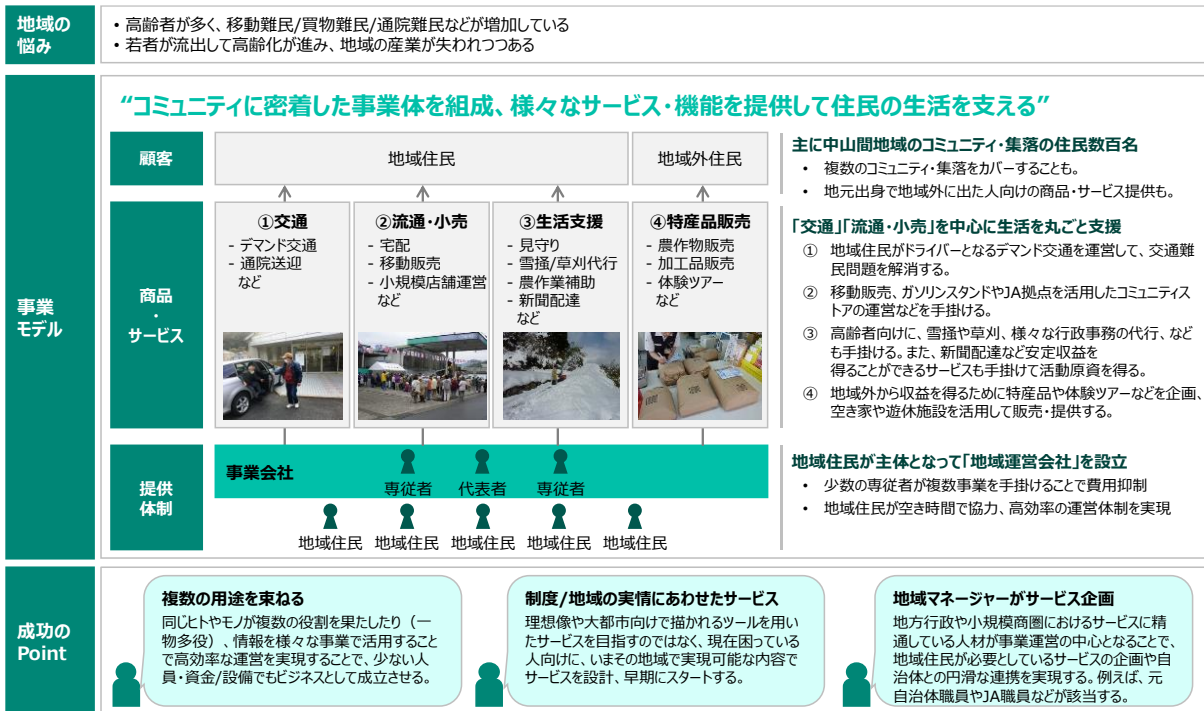 地域の
悩み
・高齢者が多く、移動難民/買物難民/通院難民などが増加している
・若者が流出して高齢化が進み、地域の産業が失われつつある
事業
モデル
“コミュニティに密着した事業体を組成、様々なサービス・機能を提供して住民の生活を支える”
顧客
地域住民
地域外住民
主に中山間地域のコミュニティ・集落の住民数百名
• 複数のコミュニティ・集落をカバーすることも。
• 地元出身で地域外に出た人向けの商品・サービス提供も。
商品
・
サービス
①交通
- デマンド交通
- 通院送迎
など
②流通・小売
- 宅配
- 移動販売
- 小規模店舗運営
など
③生活支援
- 見守り
- 雪掻/草刈代行
- 農作業補助
- 新聞配達
など
④特産品販売
- 農作物販売
- 加工品販売
- 体験ツアー
など
「交通」「流通・小売」を中心に生活を丸ごと支援
① 地域住民がドライバーとなるデマンド交通を運営して、交通難
民問題を解消する。
② 移動販売、ガソリンスタンドやJA拠点を活用したコミュニティス
トアの運営などを手掛ける。
③ 高齢者向けに、雪掻や草刈、様々な行政事務の代行、など
も手掛ける。また、新聞配達など安定収益を
得ることができるサービスも手掛けて活動原資を得る。
④ 地域外から収益を得るために特産品や体験ツアーなどを企画、
空き家や遊休施設を活用して販売・提供する。
提供
体制
事業会社
専従者
代表者
専従者
地域住民
地域住民
地域住民
地域住民
地域住民
地域住民が主体となって「地域運営会社」を設立
• 少数の専従者が複数事業を手掛けることで費用抑制
• 地域住民が空き時間で協力、高効率の運営体制を実現
成功の
Point
複数の用途を束ねる
同じヒトやモノが複数の役割を果たしたり（一
物多役）、情報を様々な事業で活用すること
で高効率な運営を実現することで、少ない人
員・資金/設備でもビジネスとして成立させる。
制度/地域の実情にあわせたサービス
理想像や大都市向けで描かれるツールを用い
たサービスを目指すのではなく、現在困っている
人向けに、いまその地域で実現可能な内容で
サービスを設計、早期にスタートする。
地域マネージャーがサービス企画
地方行政や小規模商圏におけるサービスに精
通している人材が事業運営の中心となることで、
地域住民が必要としているサービスの企画や自
治体との円滑な連携を実現する。例えば、元
自治体職員やJA職員などが該当する。